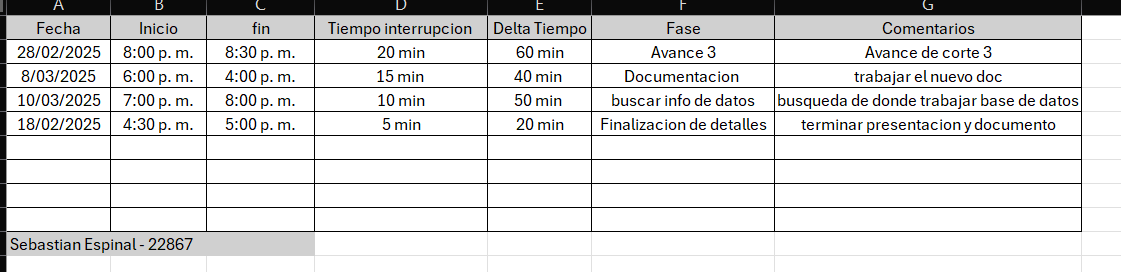 A B C D E F G
Fecha Inicio fin Tiempo interrupcion Delta Tiempo Fase Comentarios
28/02/2025 8:00 p. m. 8:30 p. m. 20 min 60 min Avance 3 Avance de corte 3
8/03/2025 6:00 p. m. 4:00 p. m. 15 min 40 min Documentacion trabajar el nuevo doc
10/03/2025 7:00 p. m. 8:00 p. m. 10 min 50 min buscar info de datos busqueda de donde trabajar base de datos
18/02/2025 4:30 p. m. 5:00 p. m. 5 min 20 min Finalizacion de detalles terminar presentacion y documento
Sebastian Espinal - 22867